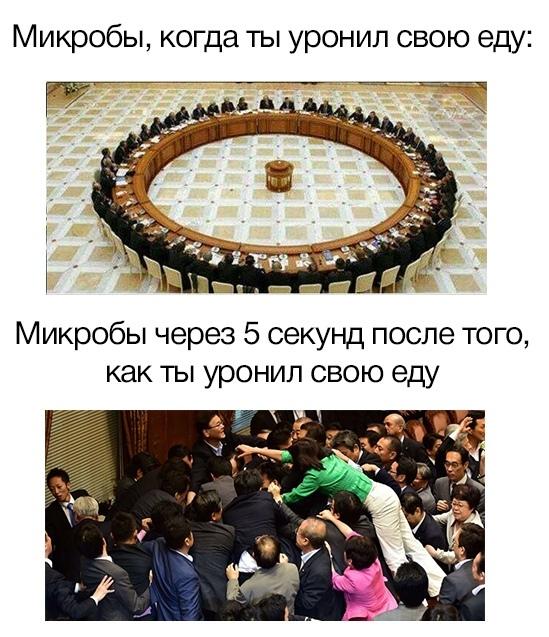 Микробы, когда ты уронил свою еду:
Микробы через 5 секунд после того,
как ты уронил свою еду